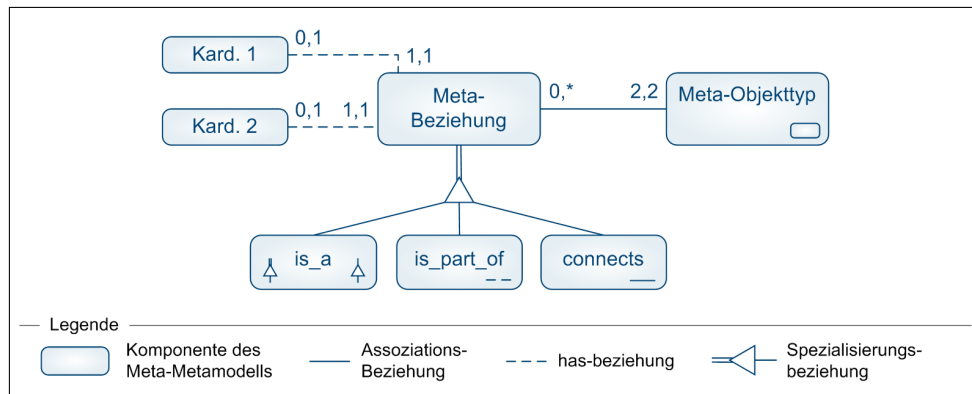 Kard. 1
0,1
1,1
Kard. 2
0,1
1,1
Meta-
Beziehung
0,*
2,2
Meta-Objekttyp
is_a
is_part_of
connects
Legende
Komponente des
Meta-Metamodells
Assoziations-
Beziehung
has-beziehung
Spezialisierungs-
beziehung